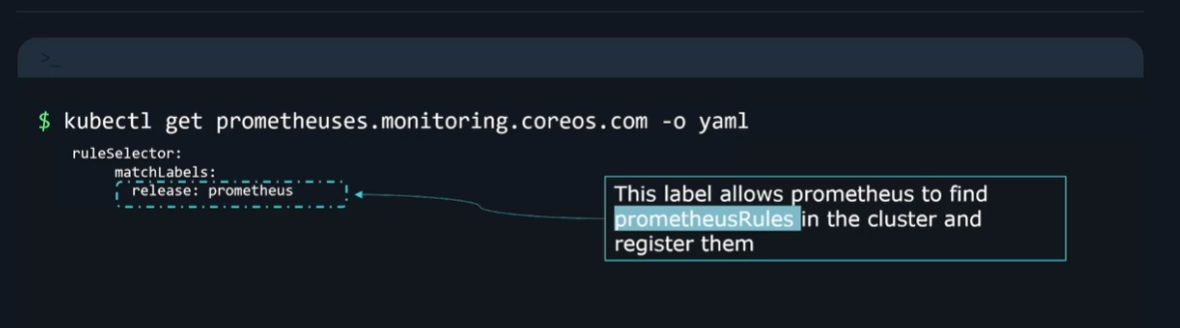 >_
$ kubectl get prometheuses.monitoring.coreos.com -o yaml
ruleSelector:
matchLabels:
release: prometheus
This label allows prometheus to find
prometheusRules in the cluster and
register them